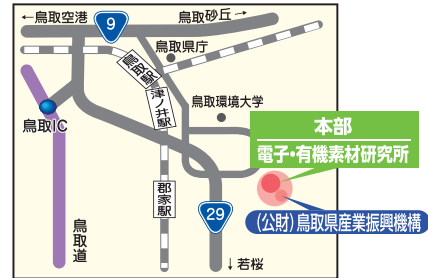 ←鳥取空港
9
鳥取砂丘→
鳥取県庁
鳥取駅
津ノ井駅
鳥取環境大学
鳥取IC
本部
電子・有機素材研究所
郡家駅
29
(公財)鳥取県産業振興機構
鳥取道
↓若桜